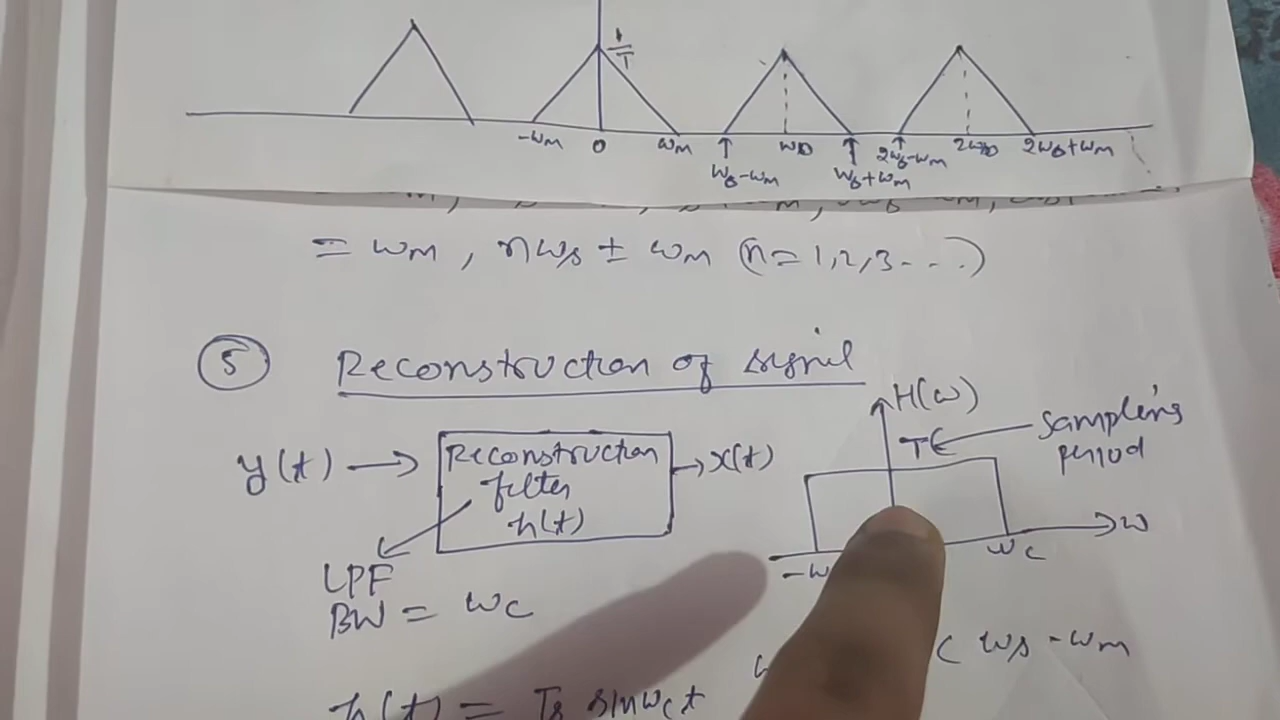 1/T
-ωm 0 ωm ωs-ωm ωs ωs+ωm 2ωs-ωm 2ωs 2ωs+ωm
= ωm, nωs ± ωm (n=1,2,3- - -)
5 Reconstruction of signal
H(ω)
T ← sampling period
y(t) → Reconstruction filter h(t) → x(t)
ωc → ω
LPF
BW = ωc
< ωs-ωm
h(t) = Ts sinωct